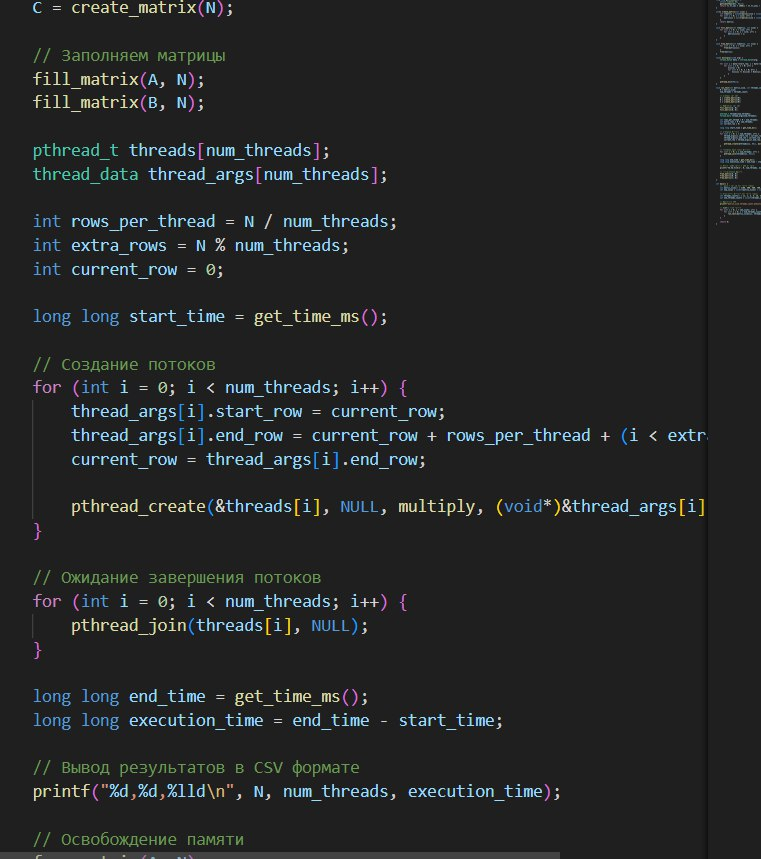 C = create_matrix(N);
// Заполняем матрицы
fill_matrix(A, N);
fill_matrix(B, N);
pthread_t threads[num_threads];
thread_data thread_args[num_threads];
int rows_per_thread = N / num_threads;
int extra_rows = N % num_threads;
int current_row = 0;
long long start_time = get_time_ms();
// Создание потоков
for (int i = 0; i < num_threads; i++) {
thread_args[i].start_row = current_row;
thread_args[i].end_row = current_row + rows_per_thread + (i < extr
current_row = thread_args[i].end_row;
pthread_create(&threads[i], NULL, multiply, (void*)&thread_args[i]
}
// Ожидание завершения потоков
for (int i = 0; i < num_threads; i++) {
pthread_join(threads[i], NULL);
}
long long end_time = get_time_ms();
long long execution_time = end_time - start_time;
// Вывод результатов в CSV формате
printf("%d,%d,%lld\n", N, num_threads, execution_time);
// Освобождение памяти